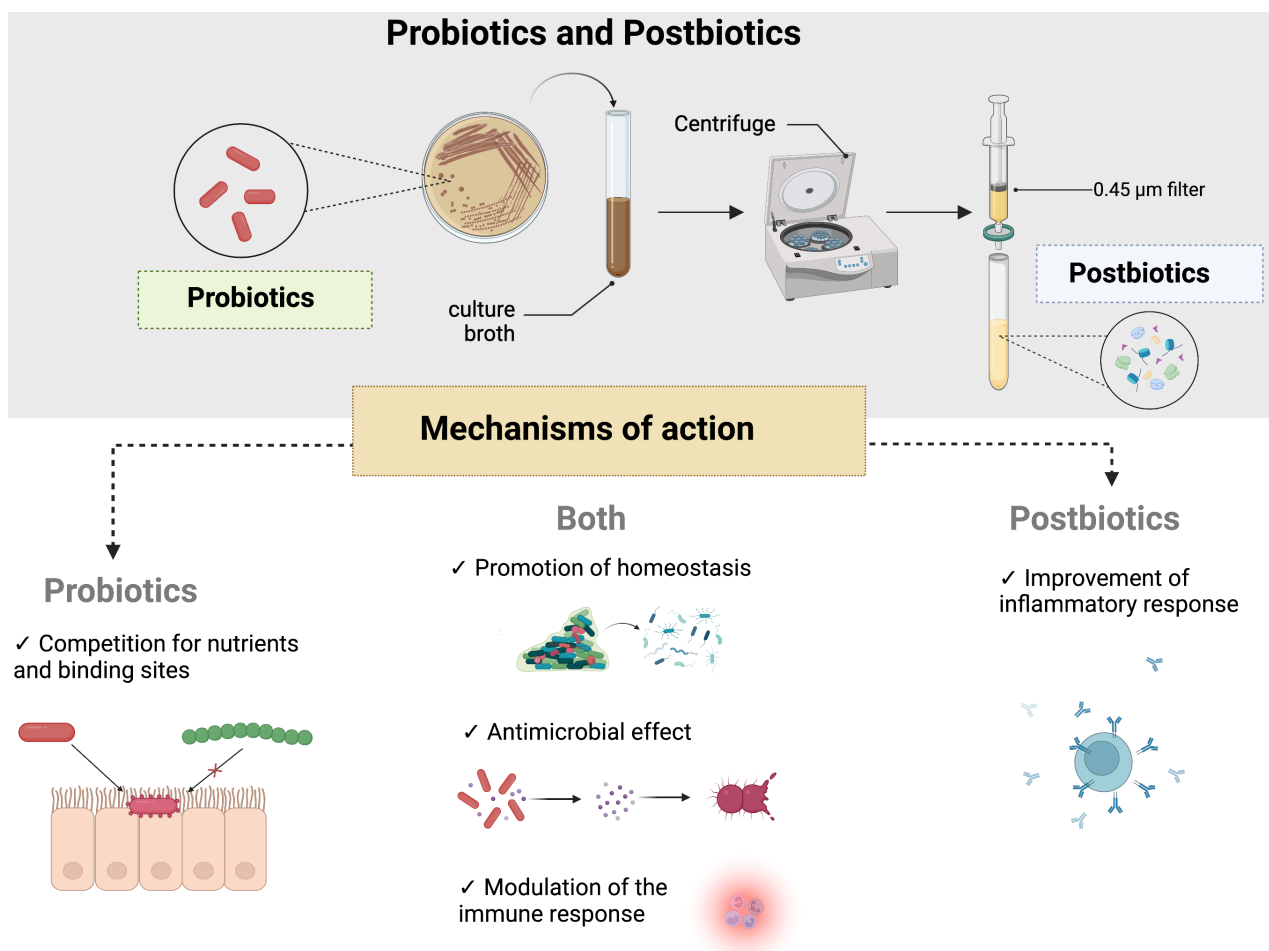 Probiotics and Postbiotics
Centrifuge
0.45 µm filter
Probiotics
Postbiotics
culture
broth
Mechanisms of action
Probiotics
✓ Competition for nutrients
and binding sites
Both
✓ Promotion of homeostasis
✓ Antimicrobial effect
✓ Modulation of the
immune response
Postbiotics
✓ Improvement of
inflammatory response